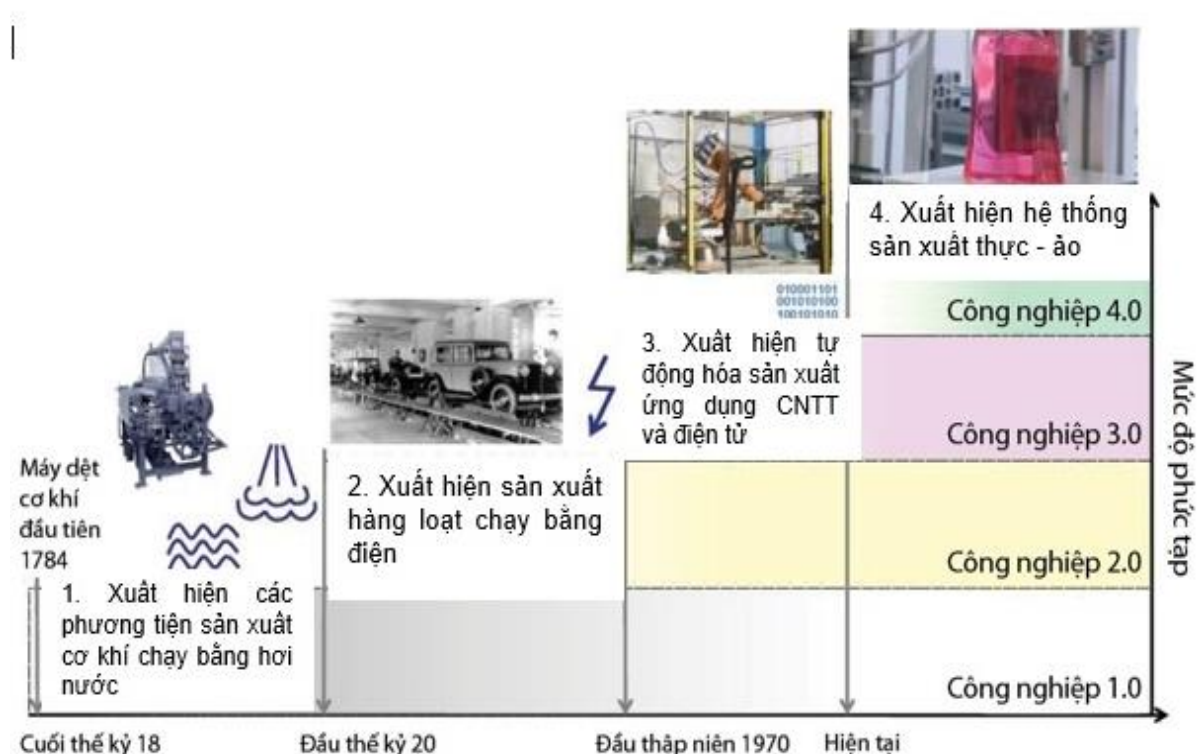 010001101
001010100
100101010
4. Xuất hiện hệ thống
sản xuất thực - ảo
Công nghiệp 4.0
3. Xuất hiện tự
động hóa sản xuất
ứng dụng CNTT
và điện tử
Công nghiệp 3.0
Máy dệt
cơ khí
đầu tiên
1784
2. Xuất hiện sản xuất
hàng loạt chạy bằng
điện
Công nghiệp 2.0
1. Xuất hiện các
phương tiện sản xuất
cơ khí chạy bằng hơi
nước
Công nghiệp 1.0
Mức độ phức tạp
Cuối thế kỷ 18
Đầu thế kỷ 20
Đầu thập niên 1970
Hiện tại